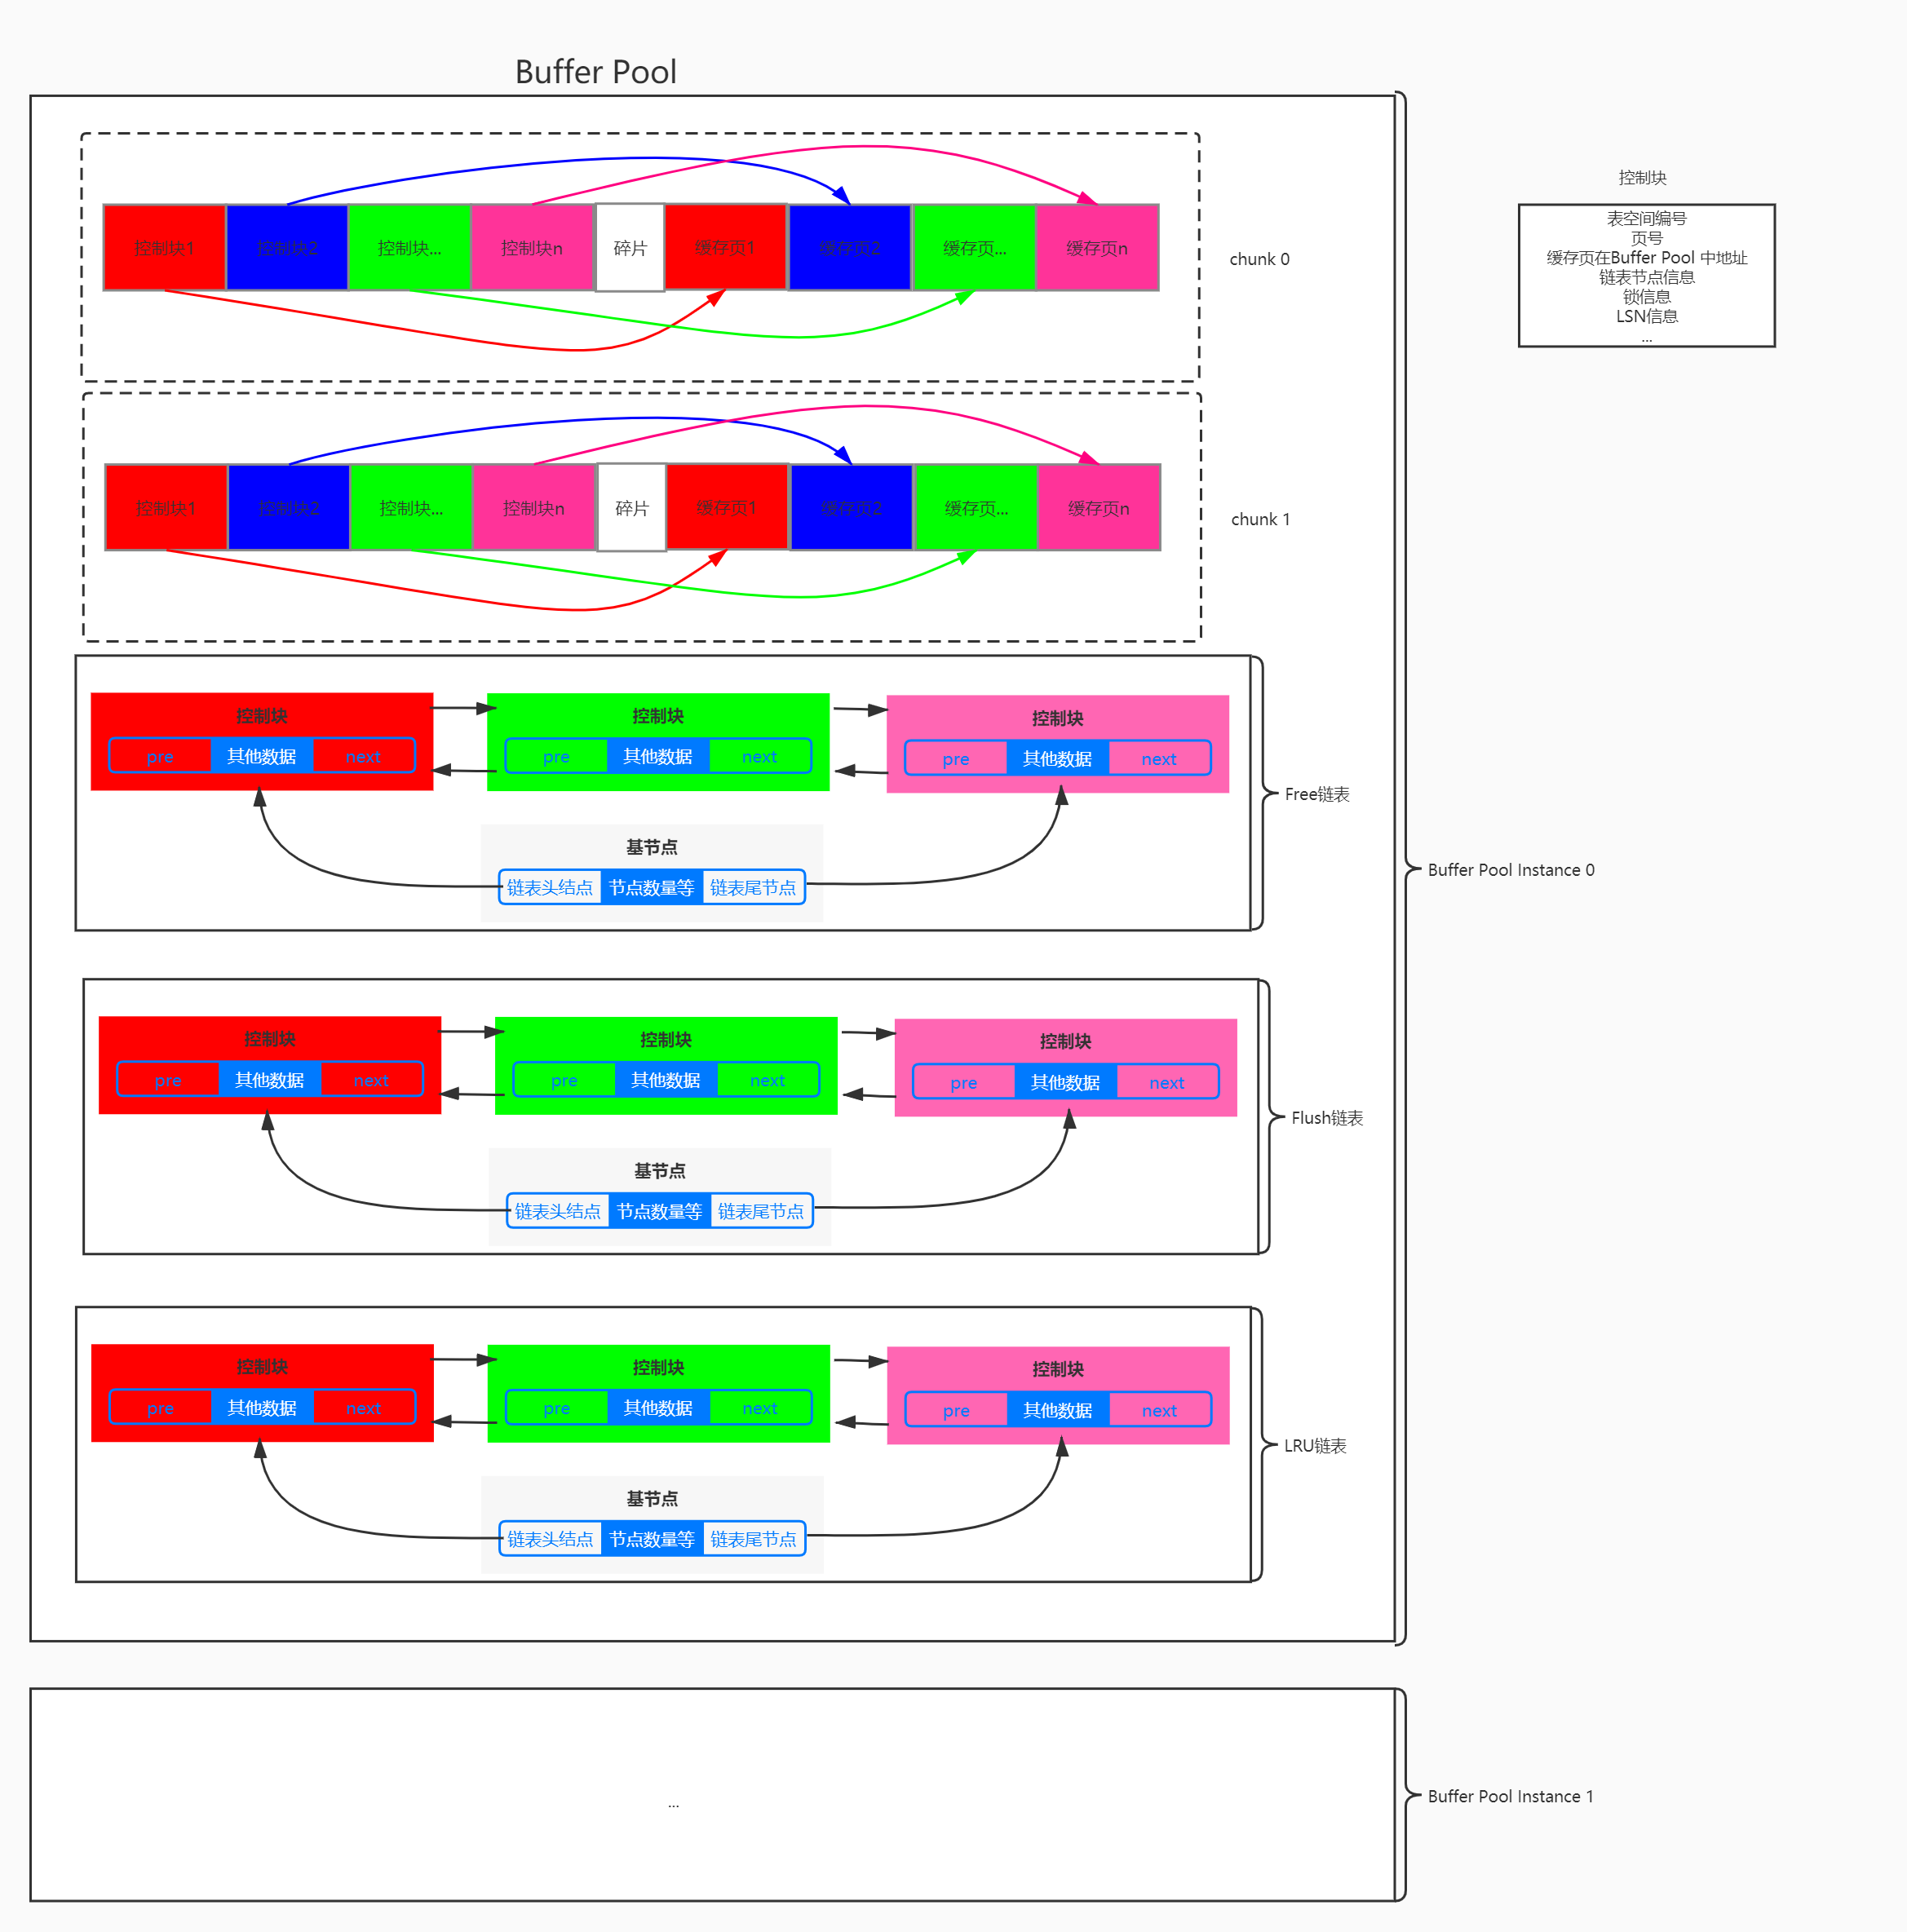 Buffer Pool
控制块
表空间编号
页号
缓存页在Buffer Pool 中地址
链表节点信息
锁信息
LSN信息
...
控制块1 控制块2 控制块... 控制块n 碎片 缓存页1 缓存页2 缓存页... 缓存页n
chunk 0
控制块1 控制块2 控制块... 控制块n 碎片 缓存页1 缓存页2 缓存页... 缓存页n
chunk 1
控制块 控制块 控制块
pre 其他数据 next pre 其他数据 next pre 其他数据 next
Free链表
基节点
链表头结点 节点数量等 链表尾节点
Buffer Pool Instance 0
控制块 控制块 控制块
pre 其他数据 next pre 其他数据 next pre 其他数据 next
Flush链表
基节点
链表头结点 节点数量等 链表尾节点
控制块 控制块 控制块
pre 其他数据 next pre 其他数据 next pre 其他数据 next
LRU链表
基节点
链表头结点 节点数量等 链表尾节点
...
Buffer Pool Instance 1